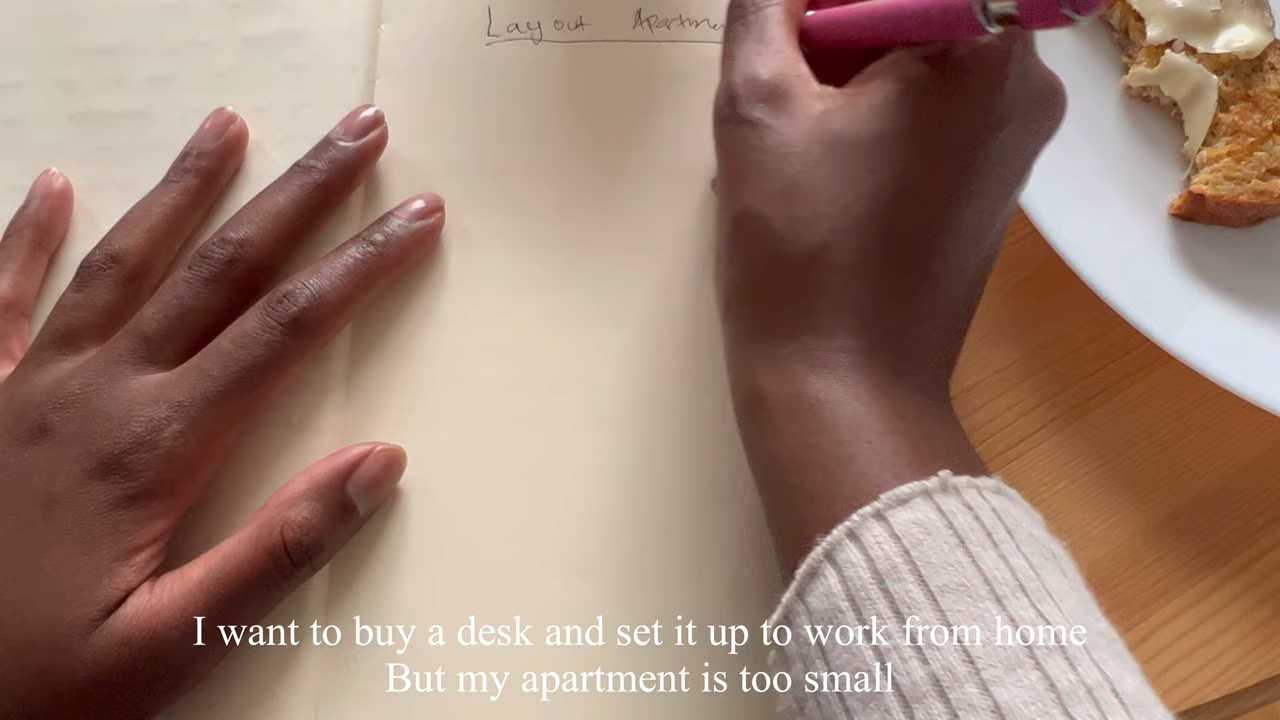 Layout Apartme
I want to buy a desk and set it up to work from home
But my apartment is too small